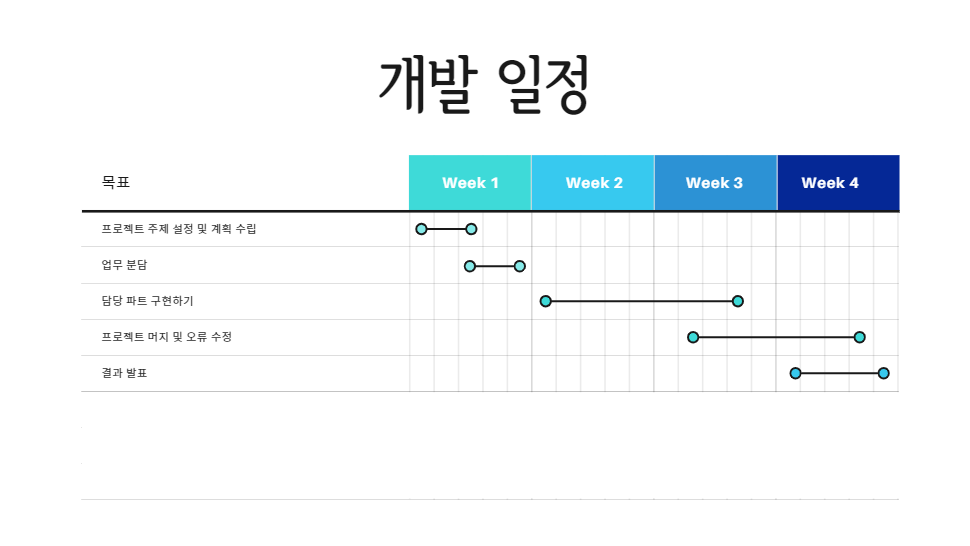 개발 일정
목표
Week 1
Week 2
Week 3
Week 4
프로젝트 주제 설정 및 계획 수립
업무 분담
담당 파트 구현하기
프로젝트 머지 및 오류 수정
결과 발표